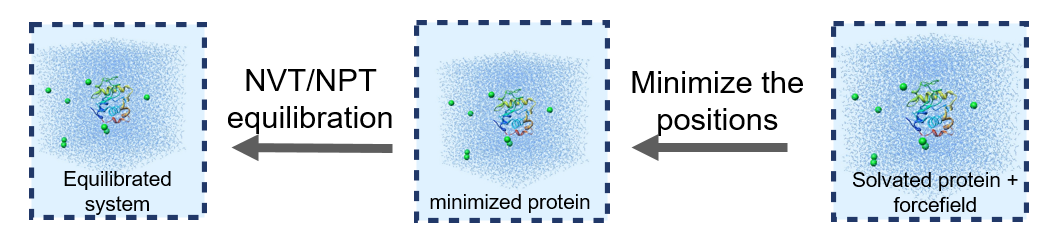 NVT/NPT
equilibration
Minimize the
positions
Equilibrated
system
minimized protein
Solvated protein +
forcefield